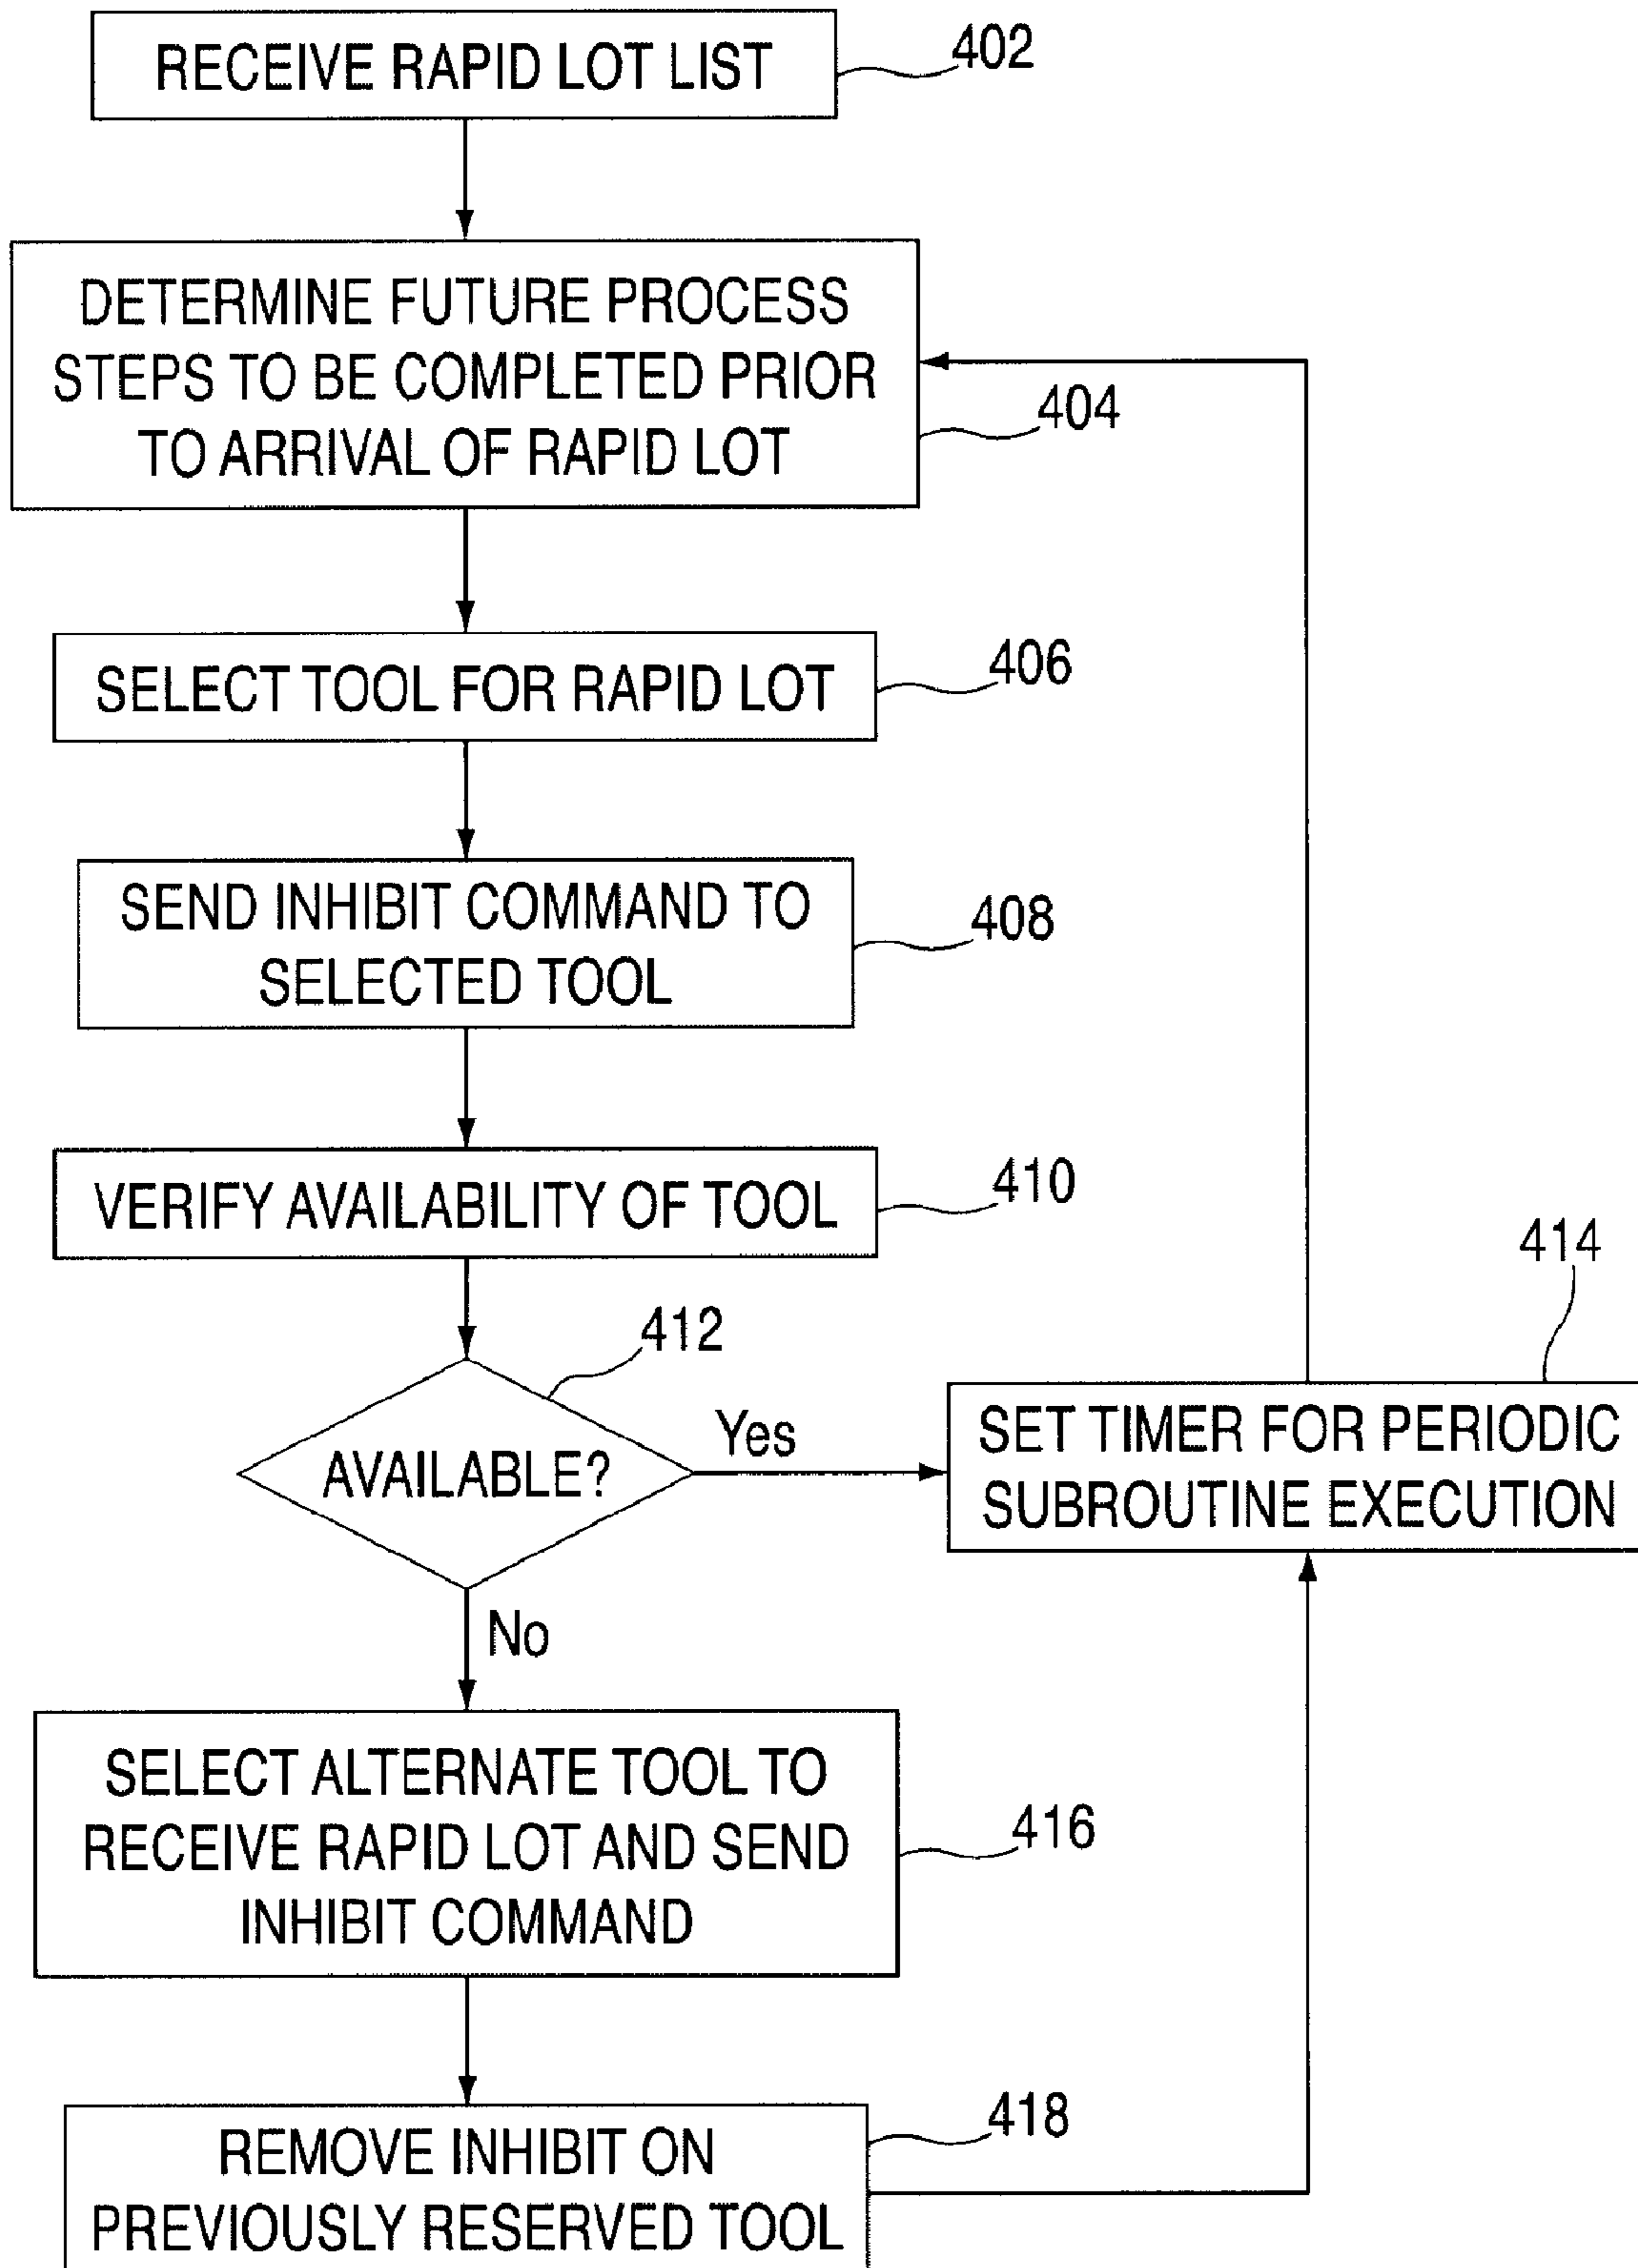 RECEIVE RAPID LOT LIST
402
DETERMINE FUTURE PROCESS
STEPS TO BE COMPLETED PRIOR
TO ARRIVAL OF RAPID LOT
404
SELECT TOOL FOR RAPID LOT
406
SEND INHIBIT COMMAND TO
SELECTED TOOL
408
VERIFY AVAILABILITY OF TOOL
410
412
AVAILABLE?
Yes
No
414
SET TIMER FOR PERIODIC
SUBROUTINE EXECUTION
SELECT ALTERNATE TOOL TO
RECEIVE RAPID LOT AND SEND
INHIBIT COMMAND
416
REMOVE INHIBIT ON
PREVIOUSLY RESERVED TOOL
418